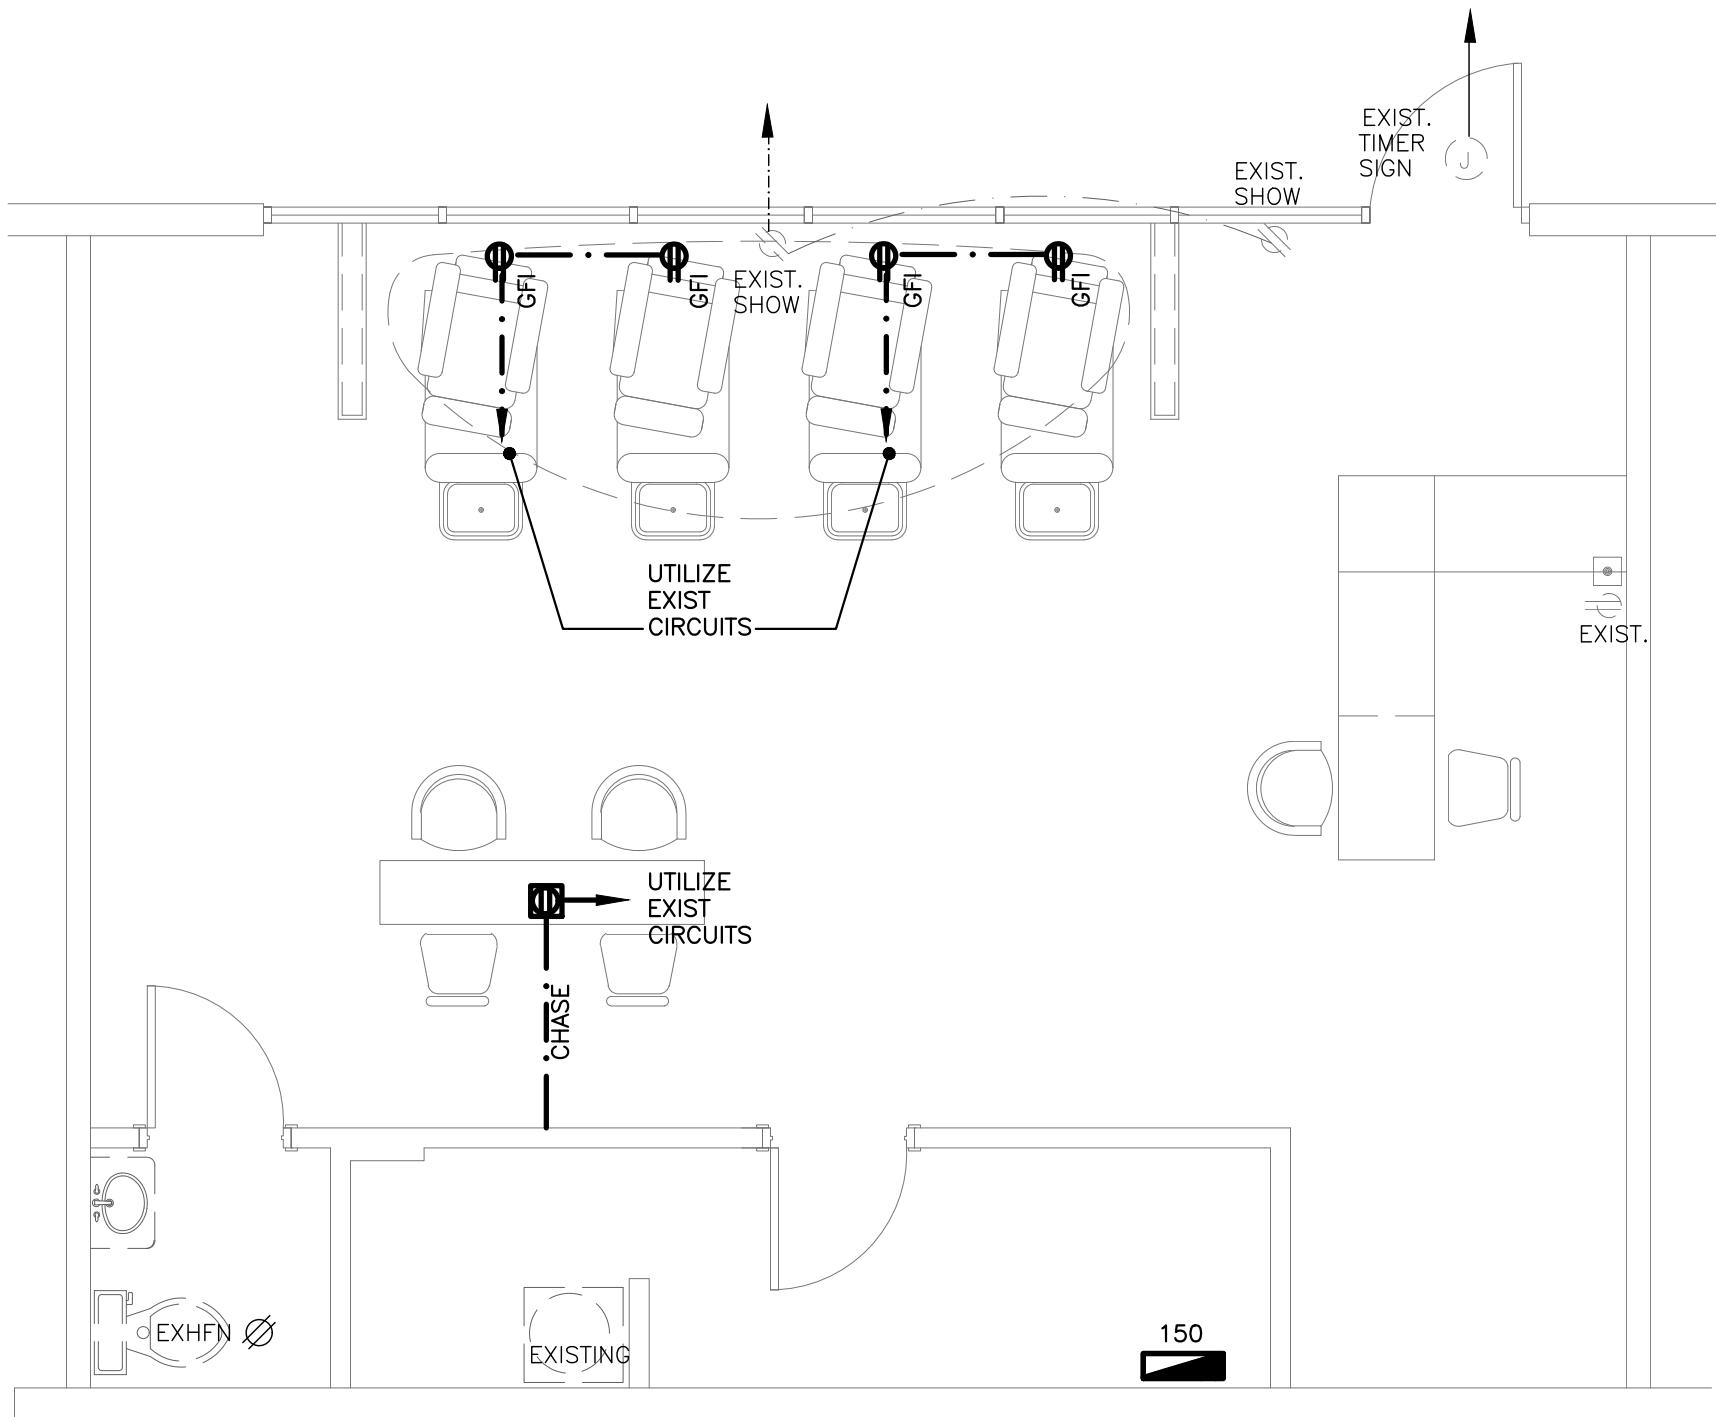 EXIST.
TIMER
SIGN
J
EXIST.
SHOW
GFI
GFI
EXIST.
SHOW
GFI
GFI
UTILIZE
EXIST
CIRCUITS
EXIST.
UTILIZE
EXIST
CIRCUITS
CHASE
EXHFN
EXISTING
150